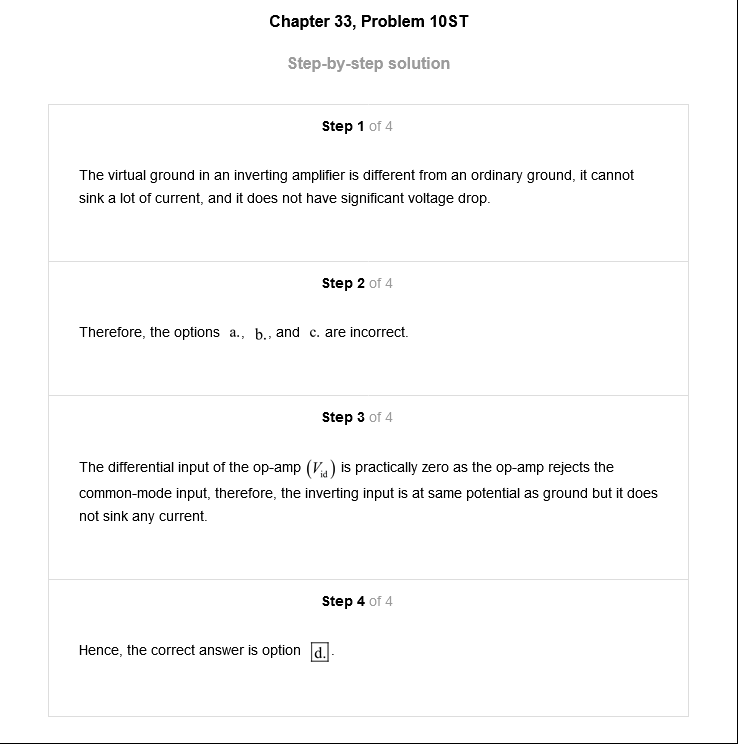 Chapter 33, Problem 10ST
Step-by-step solution
Step 1 of 4
The virtual ground in an inverting amplifier is different from an ordinary ground, it cannot
sink a lot of current, and it does not have significant voltage drop.
Step 2 of 4
Therefore, the options a., b., and c. are incorrect.
Step 3 of 4
The differential input of the op-amp (V_id) is practically zero as the op-amp rejects the
common-mode input, therefore, the inverting input is at same potential as ground but it does
not sink any current.
Step 4 of 4
Hence, the correct answer is option d..